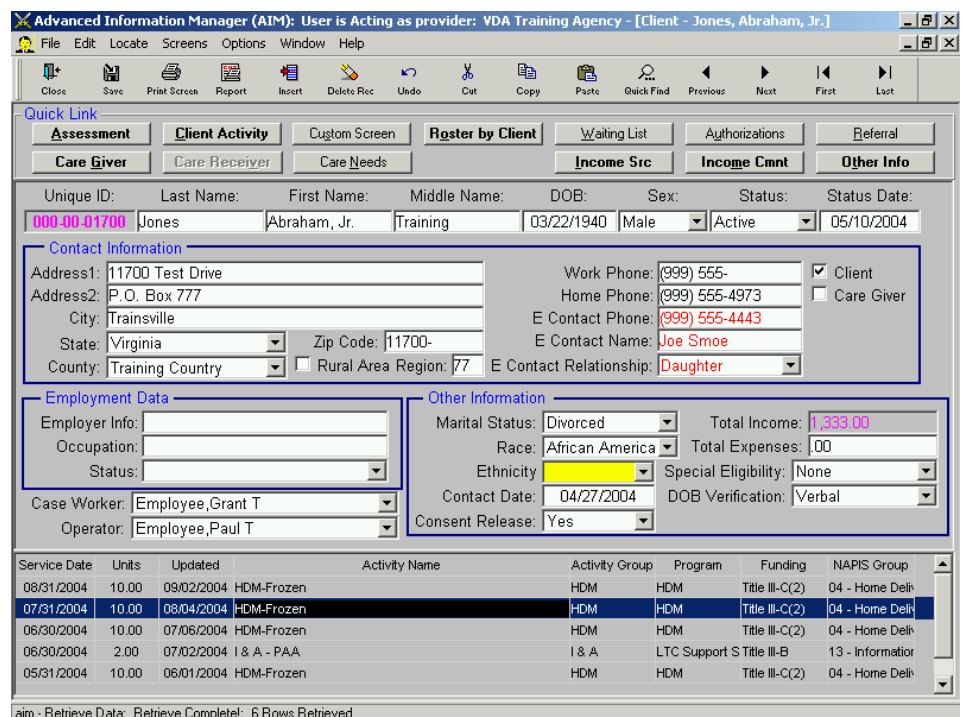 Advanced Information Manager (AIM): User is Acting as provider: VDA Training Agency - [Client - Jones, Abraham, Jr.]
File Edit Locate Screens Options Window Help
Close Save Print Screen Report Insert Delete Rec Undo Cut Copy Paste Quick Find Previous Next First Last
Quick Link
Assessment Client Activity Custom Screen Roster by Client Waiting List Authorizations Referral
Care Giver Care Receiver Care Needs Income Src Income Cmnt Other Info
Unique ID: Last Name: First Name: Middle Name: DOB: Sex: Status: Status Date:
000-00-01700 Jones Abraham, Jr. Training 03/22/1940 Male Active 05/10/2004
Contact Information
Address1: 11700 Test Drive Work Phone: (999) 555- Client
Address2: P.O. Box 777 Home Phone: (999) 555-4973 Care Giver
City: Trainsville E Contact Phone: (999) 555-4443
State: Virginia Zip Code: 11700- E Contact Name: Joe Smoe
County: Training Country Rural Area Region: 77 E Contact Relationship: Daughter
Employment Data
Employer Info:
Occupation:
Status:
Case Worker: Employee,Grant T
Operator: Employee,Paul T
Other Information
Marital Status: Divorced Total Income: 1,333.00
Race: African America Total Expenses: .00
Ethnicity Special Eligibility: None
Contact Date: 04/27/2004 DOB Verification: Verbal
Consent Release: Yes
Service Date Units Updated Activity Name Activity Group Program Funding NAPIS Group
08/31/2004 10.00 09/02/2004 HDM-Frozen HDM HDM Title III-C(2) 04 - Home Deliv
07/31/2004 10.00 08/04/2004 HDM-Frozen HDM HDM Title III-C(2) 04 - Home Deliv
06/30/2004 10.00 07/06/2004 HDM-Frozen HDM HDM Title III-C(2) 04 - Home Deliv
06/30/2004 2.00 07/02/2004 I & A - PAA I & A LTC Support S Title III-B 13 - Information
05/31/2004 10.00 06/01/2004 HDM-Frozen HDM HDM Title III-C(2) 04 - Home Deliv
aim - Retrieve Data: Retrieve Complete!: 6 Rows Retrieved